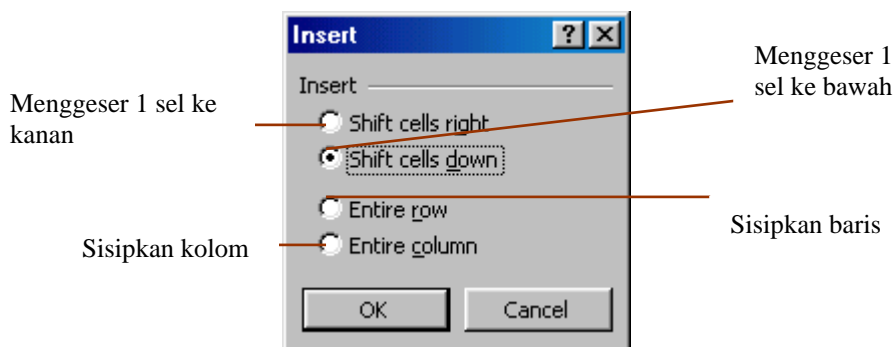 Insert
Insert
Menggeser 1 sel ke
kanan
Menggeser 1
sel ke bawah
Shift cells right
Shift cells down
Entire row
Sisipkan baris
Sisipkan kolom
Entire column
OK
Cancel